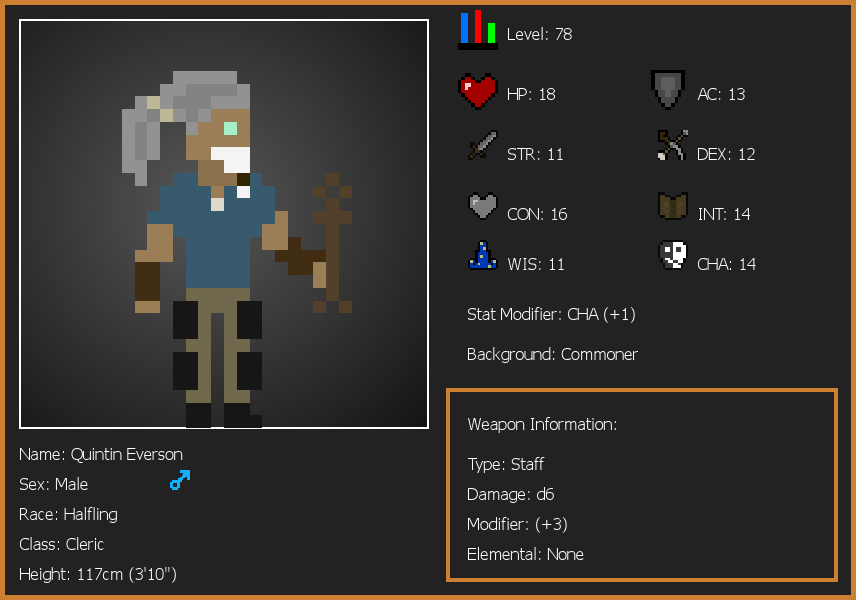 Level: 78
HP: 18
AC: 13
STR: 11
DEX: 12
CON: 16
INT: 14
WIS: 11
CHA: 14
Stat Modifier: CHA (+1)
Background: Commoner
Weapon Information:
Type: Staff
Damage: d6
Modifier: (+3)
Elemental: None
Name: Quintin Everson
Sex: Male
Race: Halfling
Class: Cleric
Height: 117cm (3'10")